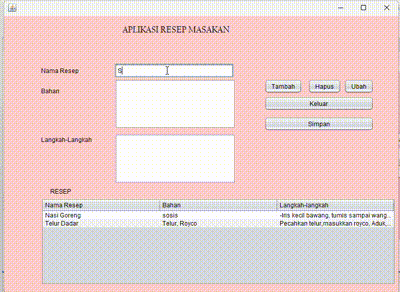 APLIKASI RESEP MASAKAN
Nama Resep
S
Tambah
Hapus
Ubah
Bahan
Keluar
Simpan
Langkah-Langkah
RESEP
Nama Resep Bahan Langkah-langkah
Nasi Goreng sosis -Iris kecil bawang, tumis sampai wang...
Telur Dadar Telur, Royco Pecahkan telur,masukkan royco, Aduk,...